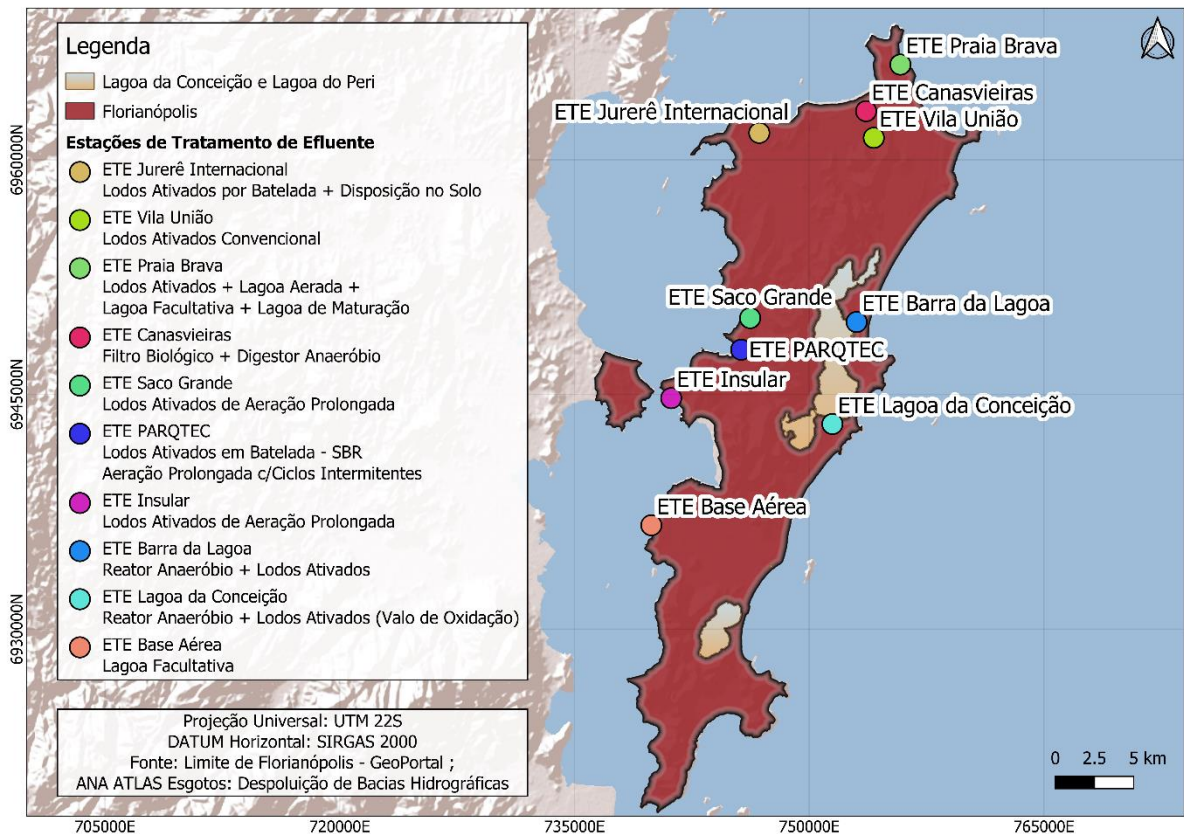 Legenda
Lagoa da Conceição e Lagoa do Peri
Florianópolis
Estações de Tratamento de Efluente
ETE Jurerê Internacional
Lodos Ativados por Batelada + Disposição no Solo
ETE Vila União
Lodos Ativados Convencional
ETE Praia Brava
Lodos Ativados + Lagoa Aerada +
Lagoa Facultativa + Lagoa de Maturação
ETE Canasvieiras
Filtro Biológico + Digestor Anaeróbio
ETE Saco Grande
Lodos Ativados de Aeração Prolongada
ETE PARQTEC
Lodos Ativados em Batelada - SBR
Aeração Prolongada c/Ciclos Intermitentes
ETE Insular
Lodos Ativados de Aeração Prolongada
ETE Barra da Lagoa
Reator Anaeróbio + Lodos Ativados
ETE Lagoa da Conceição
Reator Anaeróbio + Lodos Ativados (Valo de Oxidação)
ETE Base Aérea
Lagoa Facultativa
Projeção Universal: UTM 22S
DATUM Horizontal: SIRGAS 2000
Fonte: Limite de Florianópolis - GeoPortal ;
ANA ATLAS Esgotos: Despoluição de Bacias Hidrográficas
ETE Praia Brava
ETE Canasvieiras
ETE Jurerê Internacional
ETE Vila União
ETE Saco Grande
ETE Barra da Lagoa
ETE PARQTEC
ETE Insular
ETE Lagoa da Conceição
ETE Base Aérea
0 2.5 5 km
6960000N
6945000N
6930000N
705000E 720000E 735000E 750000E 765000E